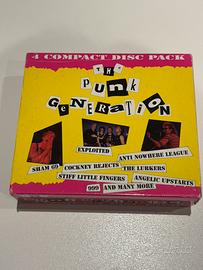 4 COMPACT DISC PACK
THE
PUNK
GENERATION
EXPLOITED
ANTI NOWHERE LEAGUE
SHAM 69 COCKNEY REJECTS THE LURKERS
STIFF LITTLE FINGERS ANGELIC UPSTARTS
999 AND MANY MORE